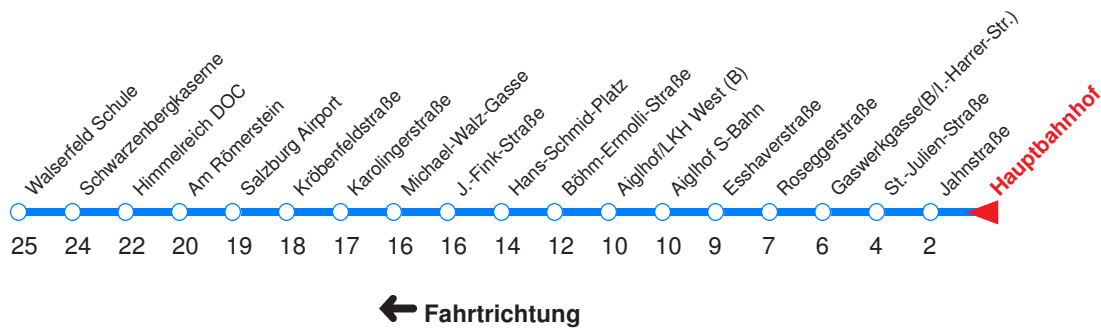 Walserfeld Schule
Schwarzenbergkaserne
Himmelreich DOC
Am Römerstein
Salzburg Airport
Kröbenfeldstraße
Karolingerstraße
Michael-Walz-Gasse
J.-Fink-Straße
Hans-Schmid-Platz
Böhm-Ermolli-Straße
Aiglhof/LKH West (B)
Aiglhof S-Bahn
Esshaverstraße
Roseggerstraße
Gaswerkgasse(B/I.-Harrer-Str.)
St.-Julien-Straße
Jahnstraße
Hauptbahnhof
25 24 22 20 19 18 17 16 16 14 12 10 10 9 7 6 4 2
Fahrtrichtung